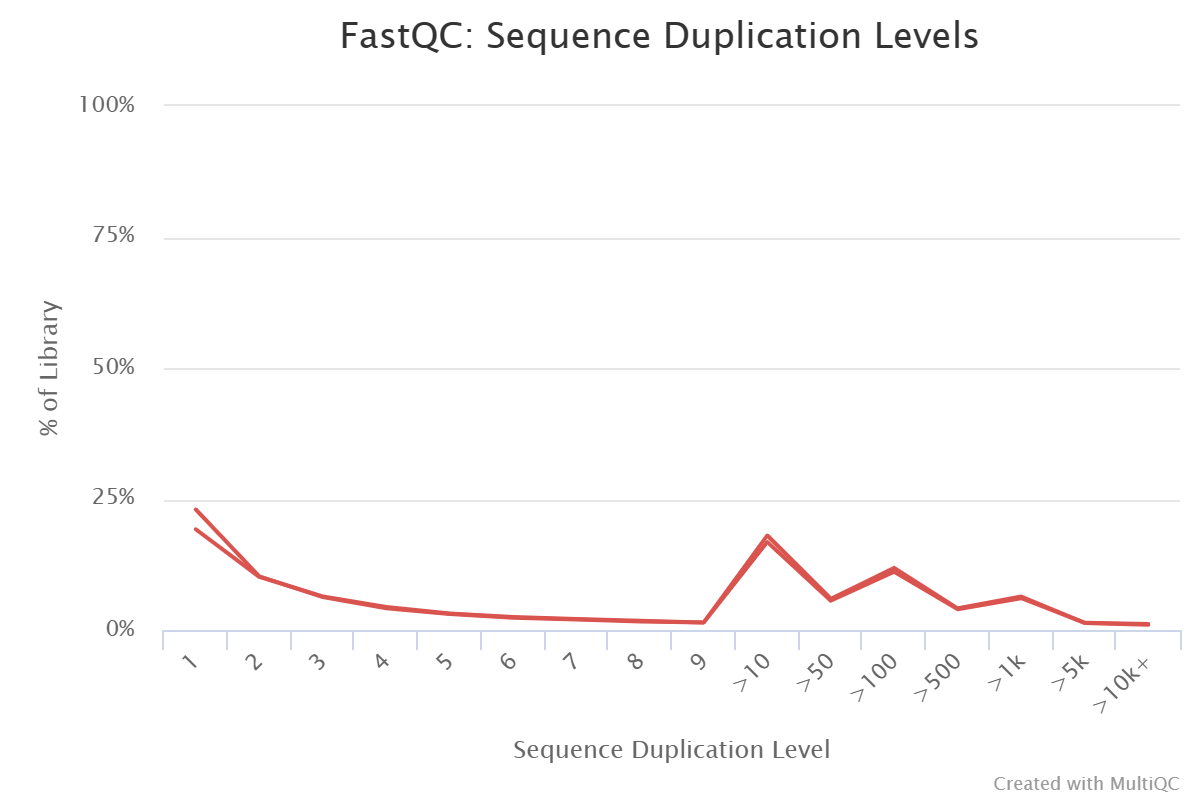 FastQC: Sequence Duplication Levels
100%
75%
50%
25%
0%
% of Library
1
2
3
4
5
6
7
8
9
>10
>50
>100
>500
>1k
>5k
>10k+
Sequence Duplication Level
Created with MultiQC